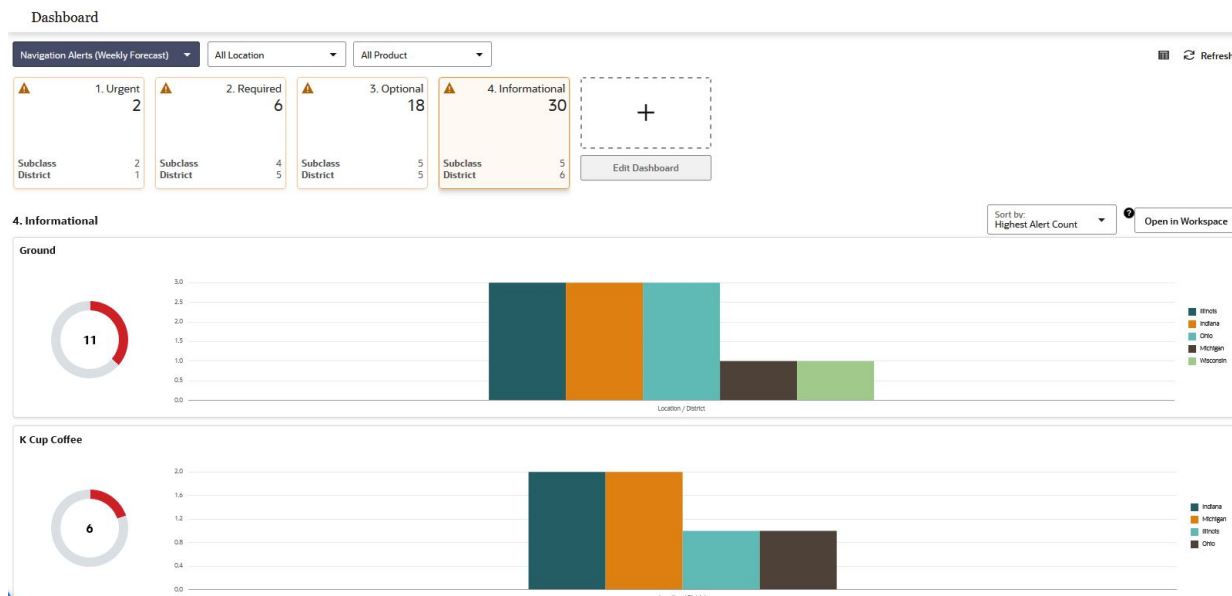 Dashboard
Navigation Alerts (Weekly Forecast)
All Location
All Product
Refresh
1. Urgent
2
Subclass 2
District 1
2. Required
6
Subclass 4
District 5
3. Optional
18
Subclass 5
District 5
4. Informational
30
Subclass 5
District 6
+
Edit Dashboard
4. Informational
Sort by:
Highest Alert Count
?
Open in Workspace
Ground
11
3.0
2.5
2.0
1.5
1.0
0.5
0.0
Location / District
Illinois
Indiana
Ohio
Michigan
Wisconsin
K Cup Coffee
6
2.0
1.6
1.2
0.8
0.4
0.0
Indiana
Michigan
Illinois
Ohio